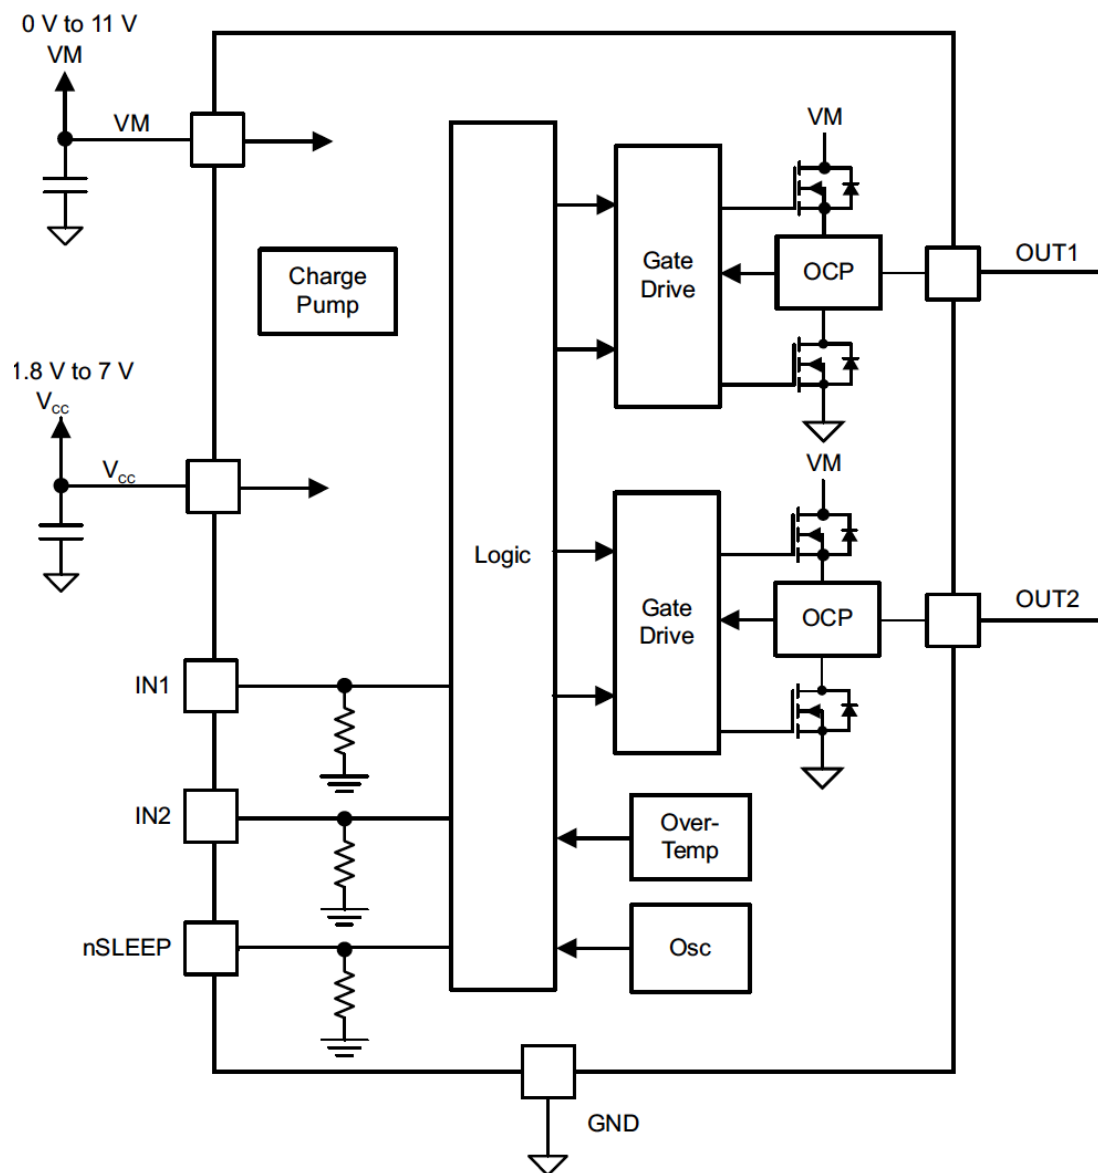 0 V to 11 V
VM
VM
VM
Charge
Pump
Gate
Drive
OCP
OUT1
1.8 V to 7 V
Vcc
Vcc
VM
Logic
Gate
Drive
OCP
OUT2
IN1
IN2
Over-
Temp
nSLEEP
Osc
GND